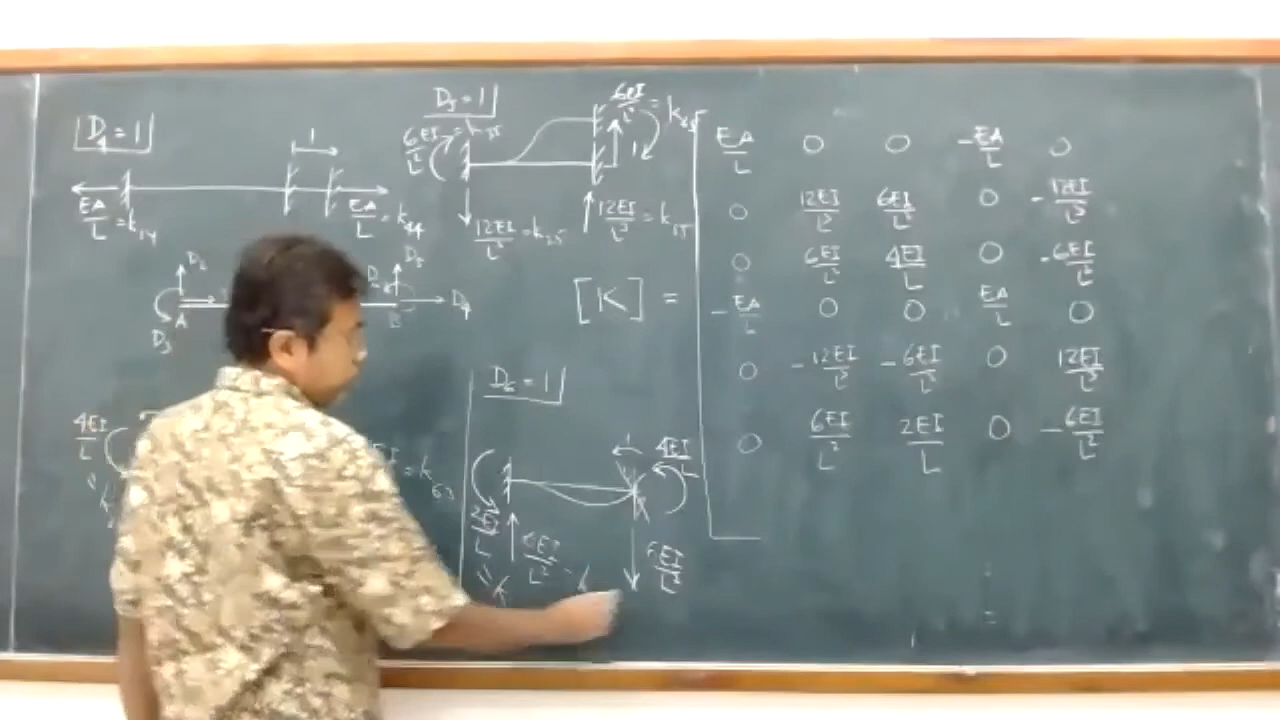 D₄ = 1
1
EA/L = k₁₄
EA/L = k₄₄
D₅ = 1
6EI/L² = k₃₅
6EI/L² = k₆₅
1
12EI/L³ = k₂₅
12EI/L³ = k₅₅
D₂
D₃
A
D₅
B
D₄
4EI/L
= k₆₃
D₆ = 1
1
4EI/L
2EI/L
6EI/L²
6EI/L²
[K] =
EA/L 0 0 -EA/L 0
0 12EI/L³ 6EI/L² 0 -12EI/L³
0 6EI/L² 4EI/L 0 -6EI/L²
-EA/L 0 0 EA/L 0
0 -12EI/L³ -6EI/L² 0 12EI/L³
0 6EI/L² 2EI/L 0 -6EI/L²